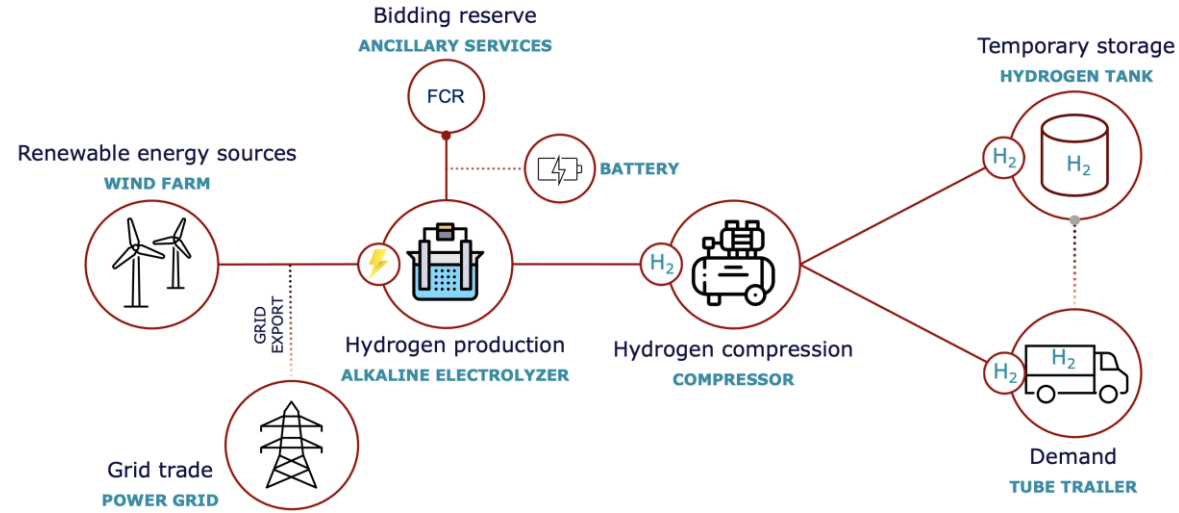 Bidding reserve
ANCILLARY SERVICES
FCR
BATTERY
Renewable energy sources
WIND FARM
GRID
EXPORT
Grid trade
POWER GRID
Hydrogen production
ALKALINE ELECTROLYZER
H₂
Hydrogen compression
COMPRESSOR
Temporary storage
HYDROGEN TANK
H₂
H₂
H₂
H₂
Demand
TUBE TRAILER